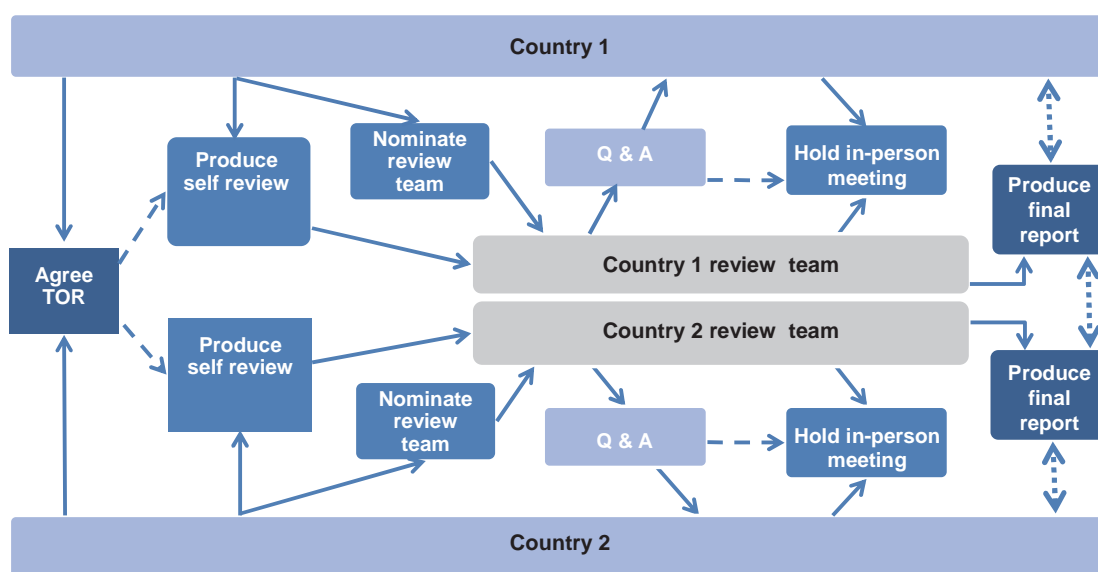 Country 1
Produce
self review
Nominate
review
team
Q & A
Hold in-person
meeting
Produce
final
report
Agree
TOR
Country 1 review team
Country 2 review team
Produce
self review
Nominate
review
team
Q & A
Hold in-person
meeting
Produce
final
report
Country 2